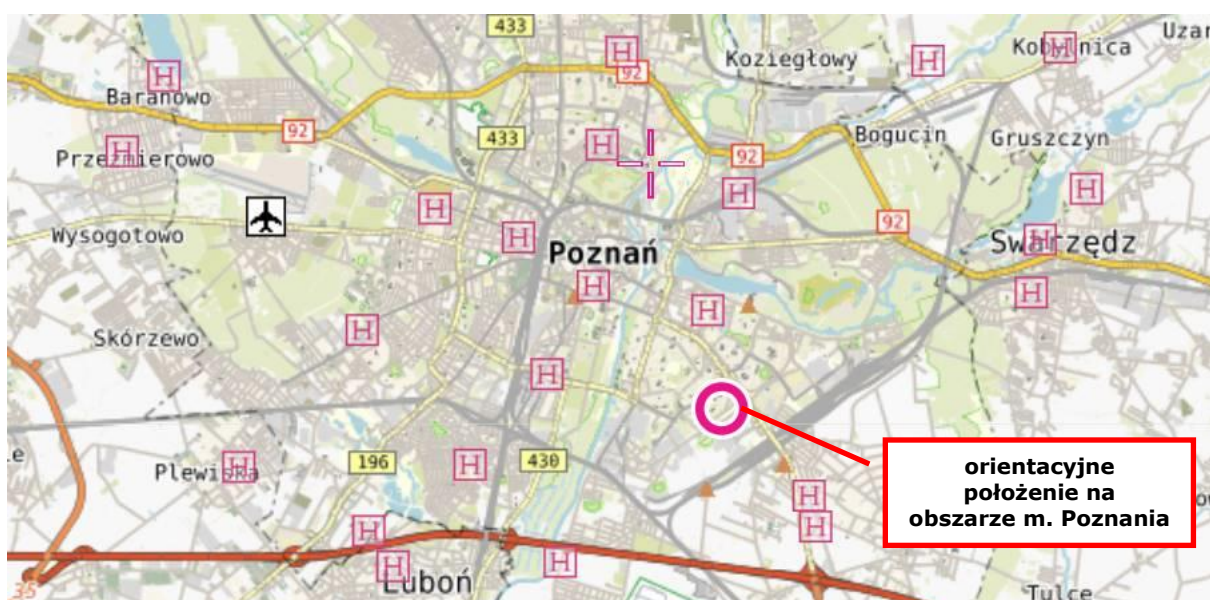 433
Uzar
Koziegłowy
Kobylnica
H
H
H
H
92
Baranowo
92
433
H
Bogucin
Gruszczyn
H
Przeźmierowo
92
H
H
H
92
Wysogotowo
H
Poznań
H
Swarzędz
H
H
H
Skórzewo
H
H
Plewiska
H
196
H
430
orientacyjne
położenie na
obszarze m. Poznania
H
H
H
H
H
Luboń
Tulce